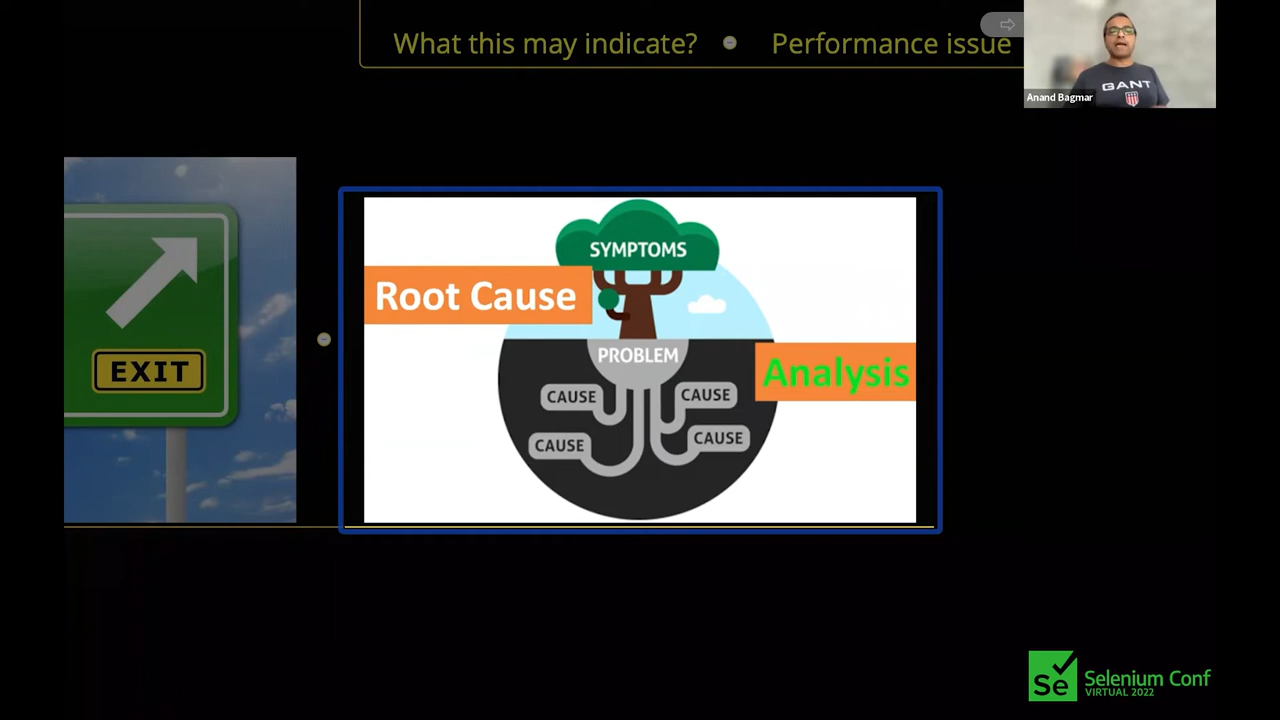 What this may indicate?
Performance issue
GANT
Anand Bagmar
EXIT
SYMPTOMS
Root Cause
PROBLEM
Analysis
CAUSE
CAUSE
CAUSE
CAUSE
Se
Selenium Conf
VIRTUAL 2022